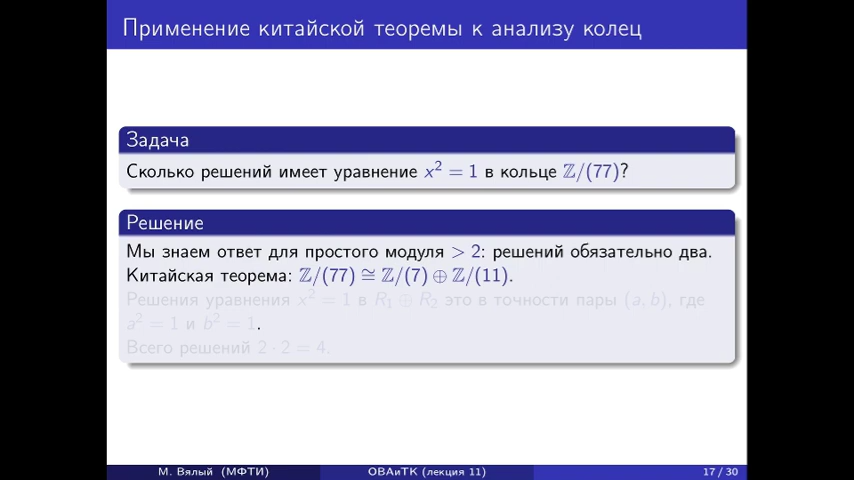 Применение китайской теоремы к анализу колец
Задача
Сколько решений имеет уравнение x² = 1 в кольце ℤ/(77)?
Решение
Мы знаем ответ для простого модуля > 2: решений обязательно два.
Китайская теорема: ℤ/(77) ≅ ℤ/(7) ⊕ ℤ/(11).
Решения уравнения x² = 1 в R₁ ⊕ R₂ это в точности пары (a, b), где
a² = 1 и b² = 1.
Всего решений 2 · 2 = 4.
М. Вялый (МФТИ) ОВАиТК (лекция 11) 17 / 30